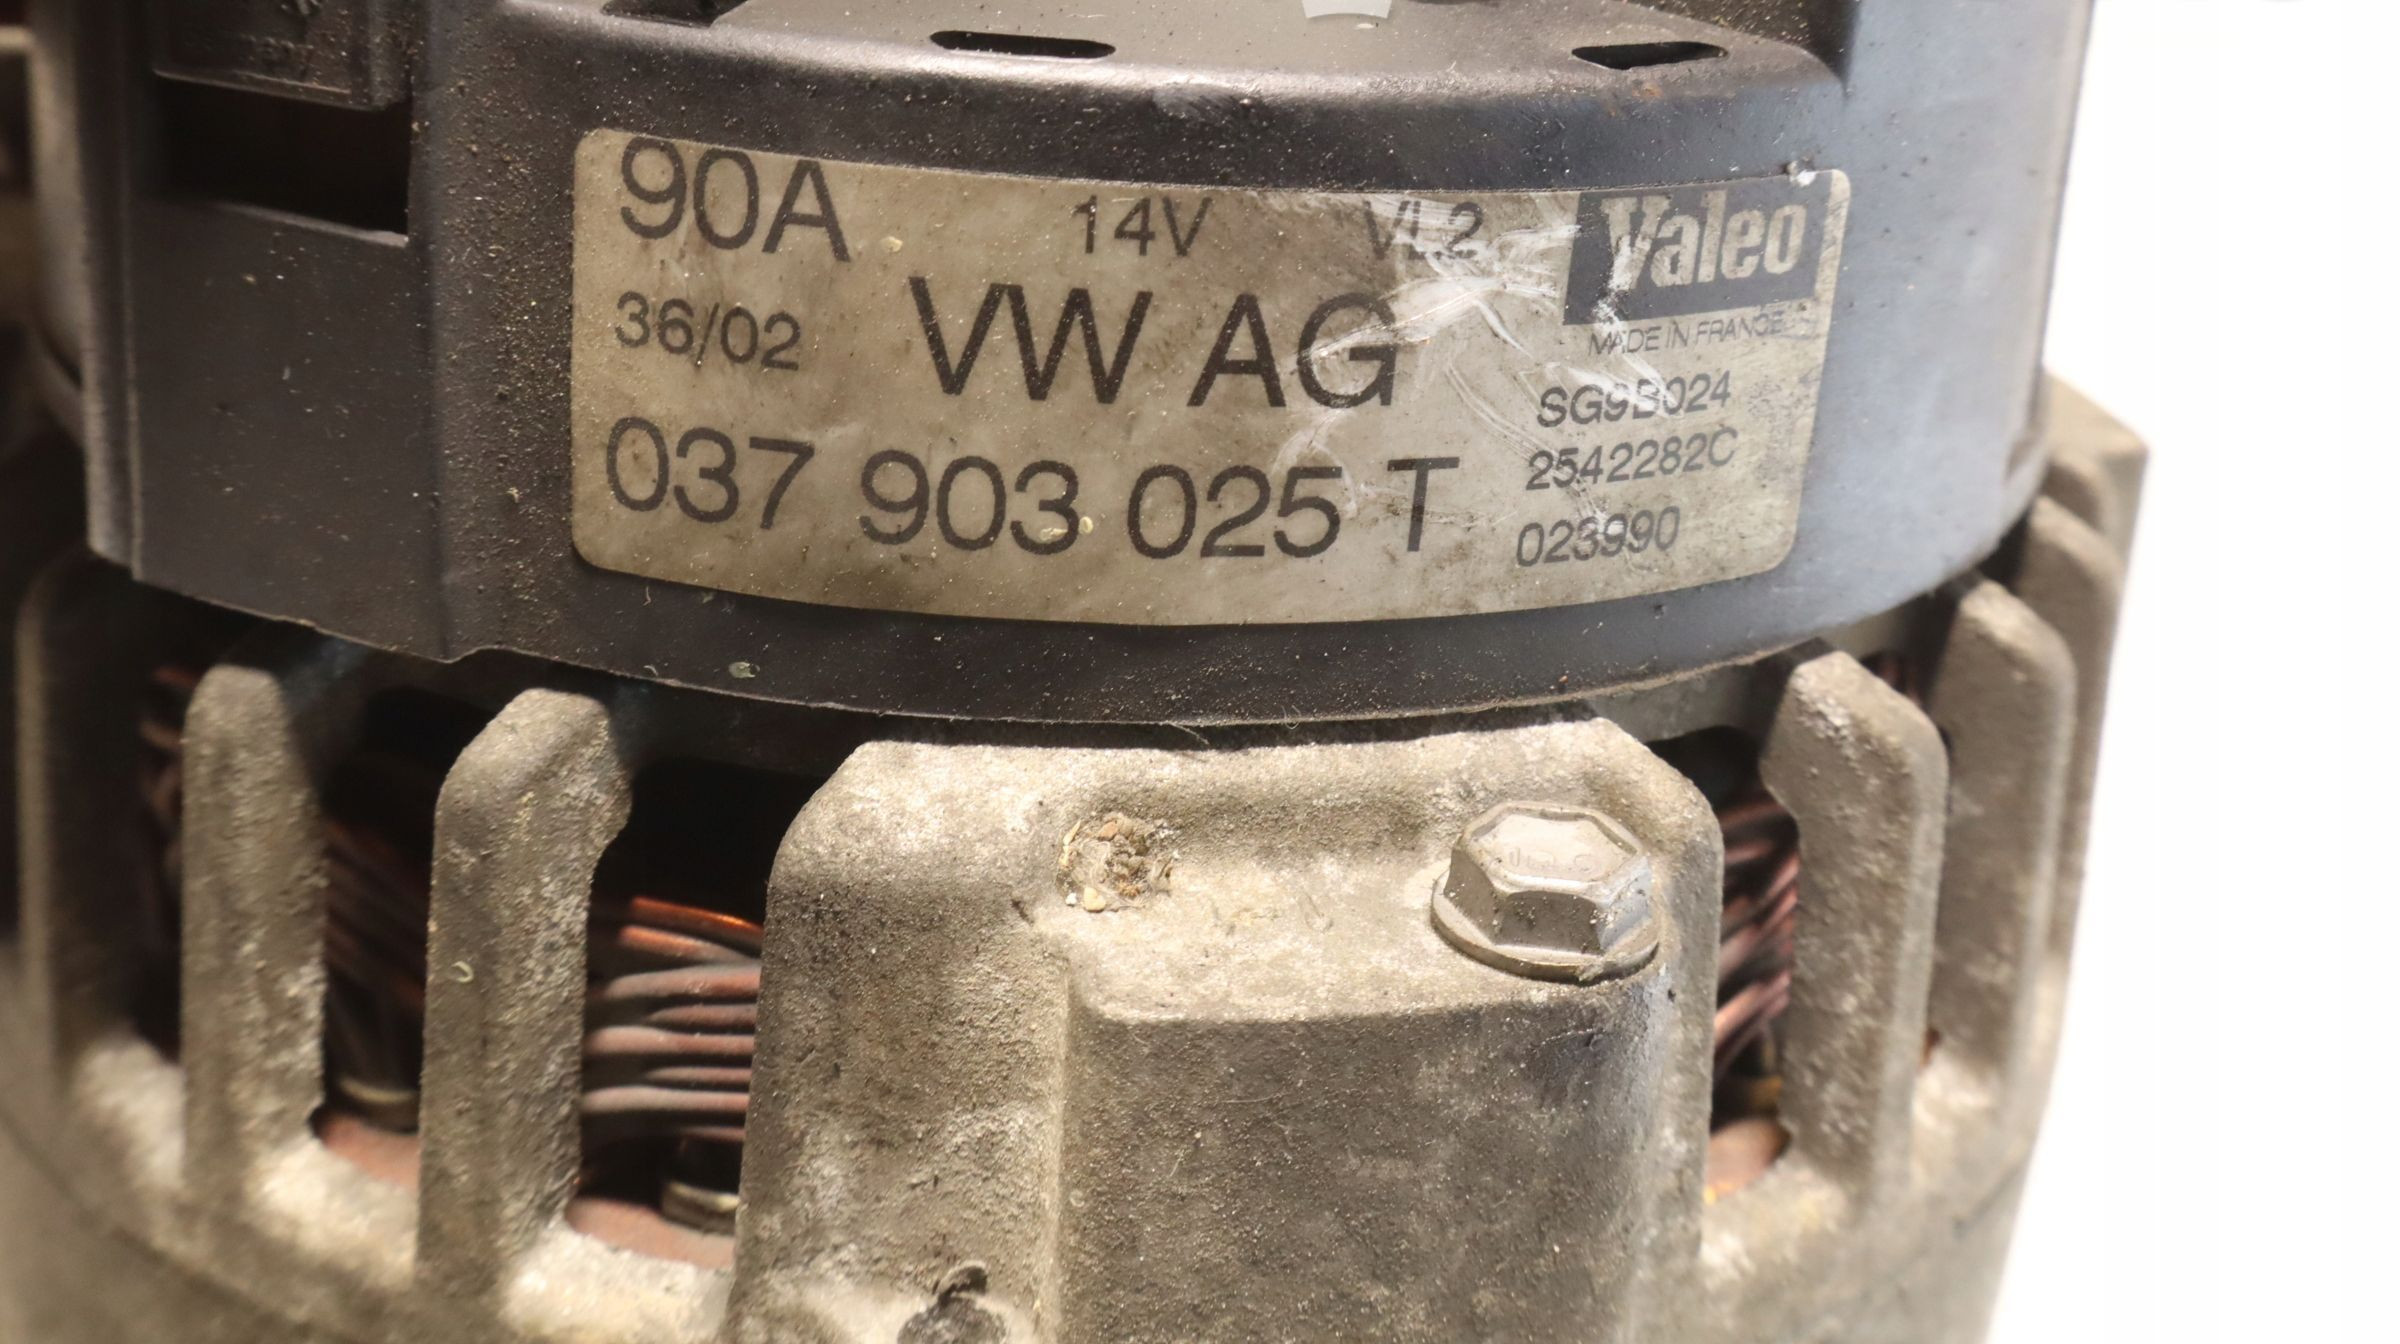 90A 14V VL2 Valeo
MADE IN FRANCE
36/02 VW AG
SG9B024
2542282C
037 903 025 T
023990